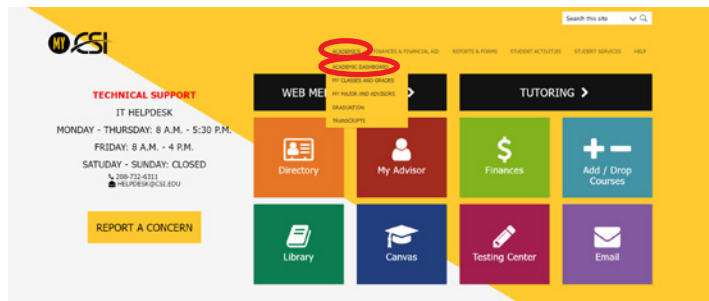 Search this site
MY CSI
ACADEMICS FINANCES & FINANCIAL AID REPORTS & FORMS STUDENT ACTIVITIES STUDENT SERVICES HELP
ACADEMIC DASHBOARD
MY CLASSES AND GRADES
MY MAJOR AND ADVISORS
GRADUATION
TRANSCRIPTS
TECHNICAL SUPPORT
IT HELPDESK
MONDAY - THURSDAY: 8 A.M. - 5:30 P.M.
FRIDAY: 8 A.M. - 4 P.M.
SATUDAY - SUNDAY: CLOSED
208-732-6311
HELPDESK@CSI.EDU
REPORT A CONCERN
WEB
TUTORING >
Directory
My Advisor
Finances
Add / Drop
Courses
Library
Canvas
Testing Center
Email